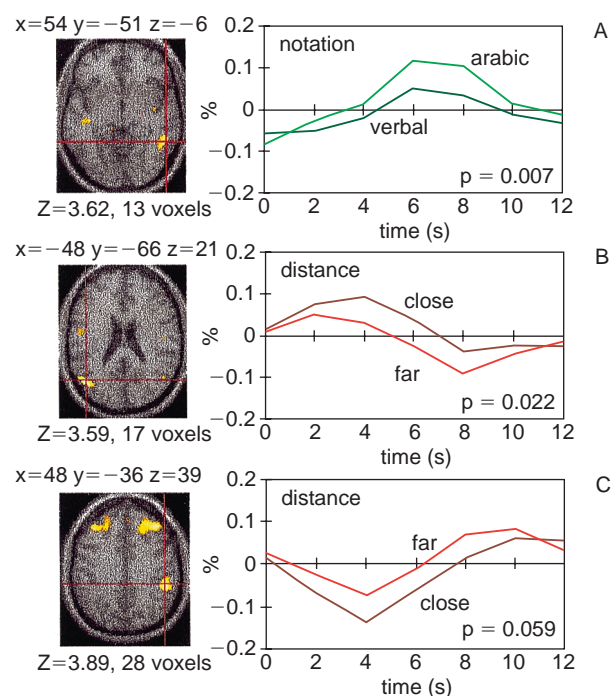 x=54 y=−51 z=−6
A
notation
arabic
verbal
p = 0.007
0.2
0.1
0
−0.1
−0.2
%
0 2 4 6 8 10 12
time (s)
Z=3.62, 13 voxels
x=−48 y=−66 z=21
B
distance
close
far
p = 0.022
0.2
0.1
0
−0.1
−0.2
%
0 2 4 6 8 10 12
time (s)
Z=3.59, 17 voxels
x=48 y=−36 z=39
C
distance
far
close
p = 0.059
0.2
0.1
0
−0.1
−0.2
%
0 2 4 6 8 10 12
time (s)
Z=3.89, 28 voxels